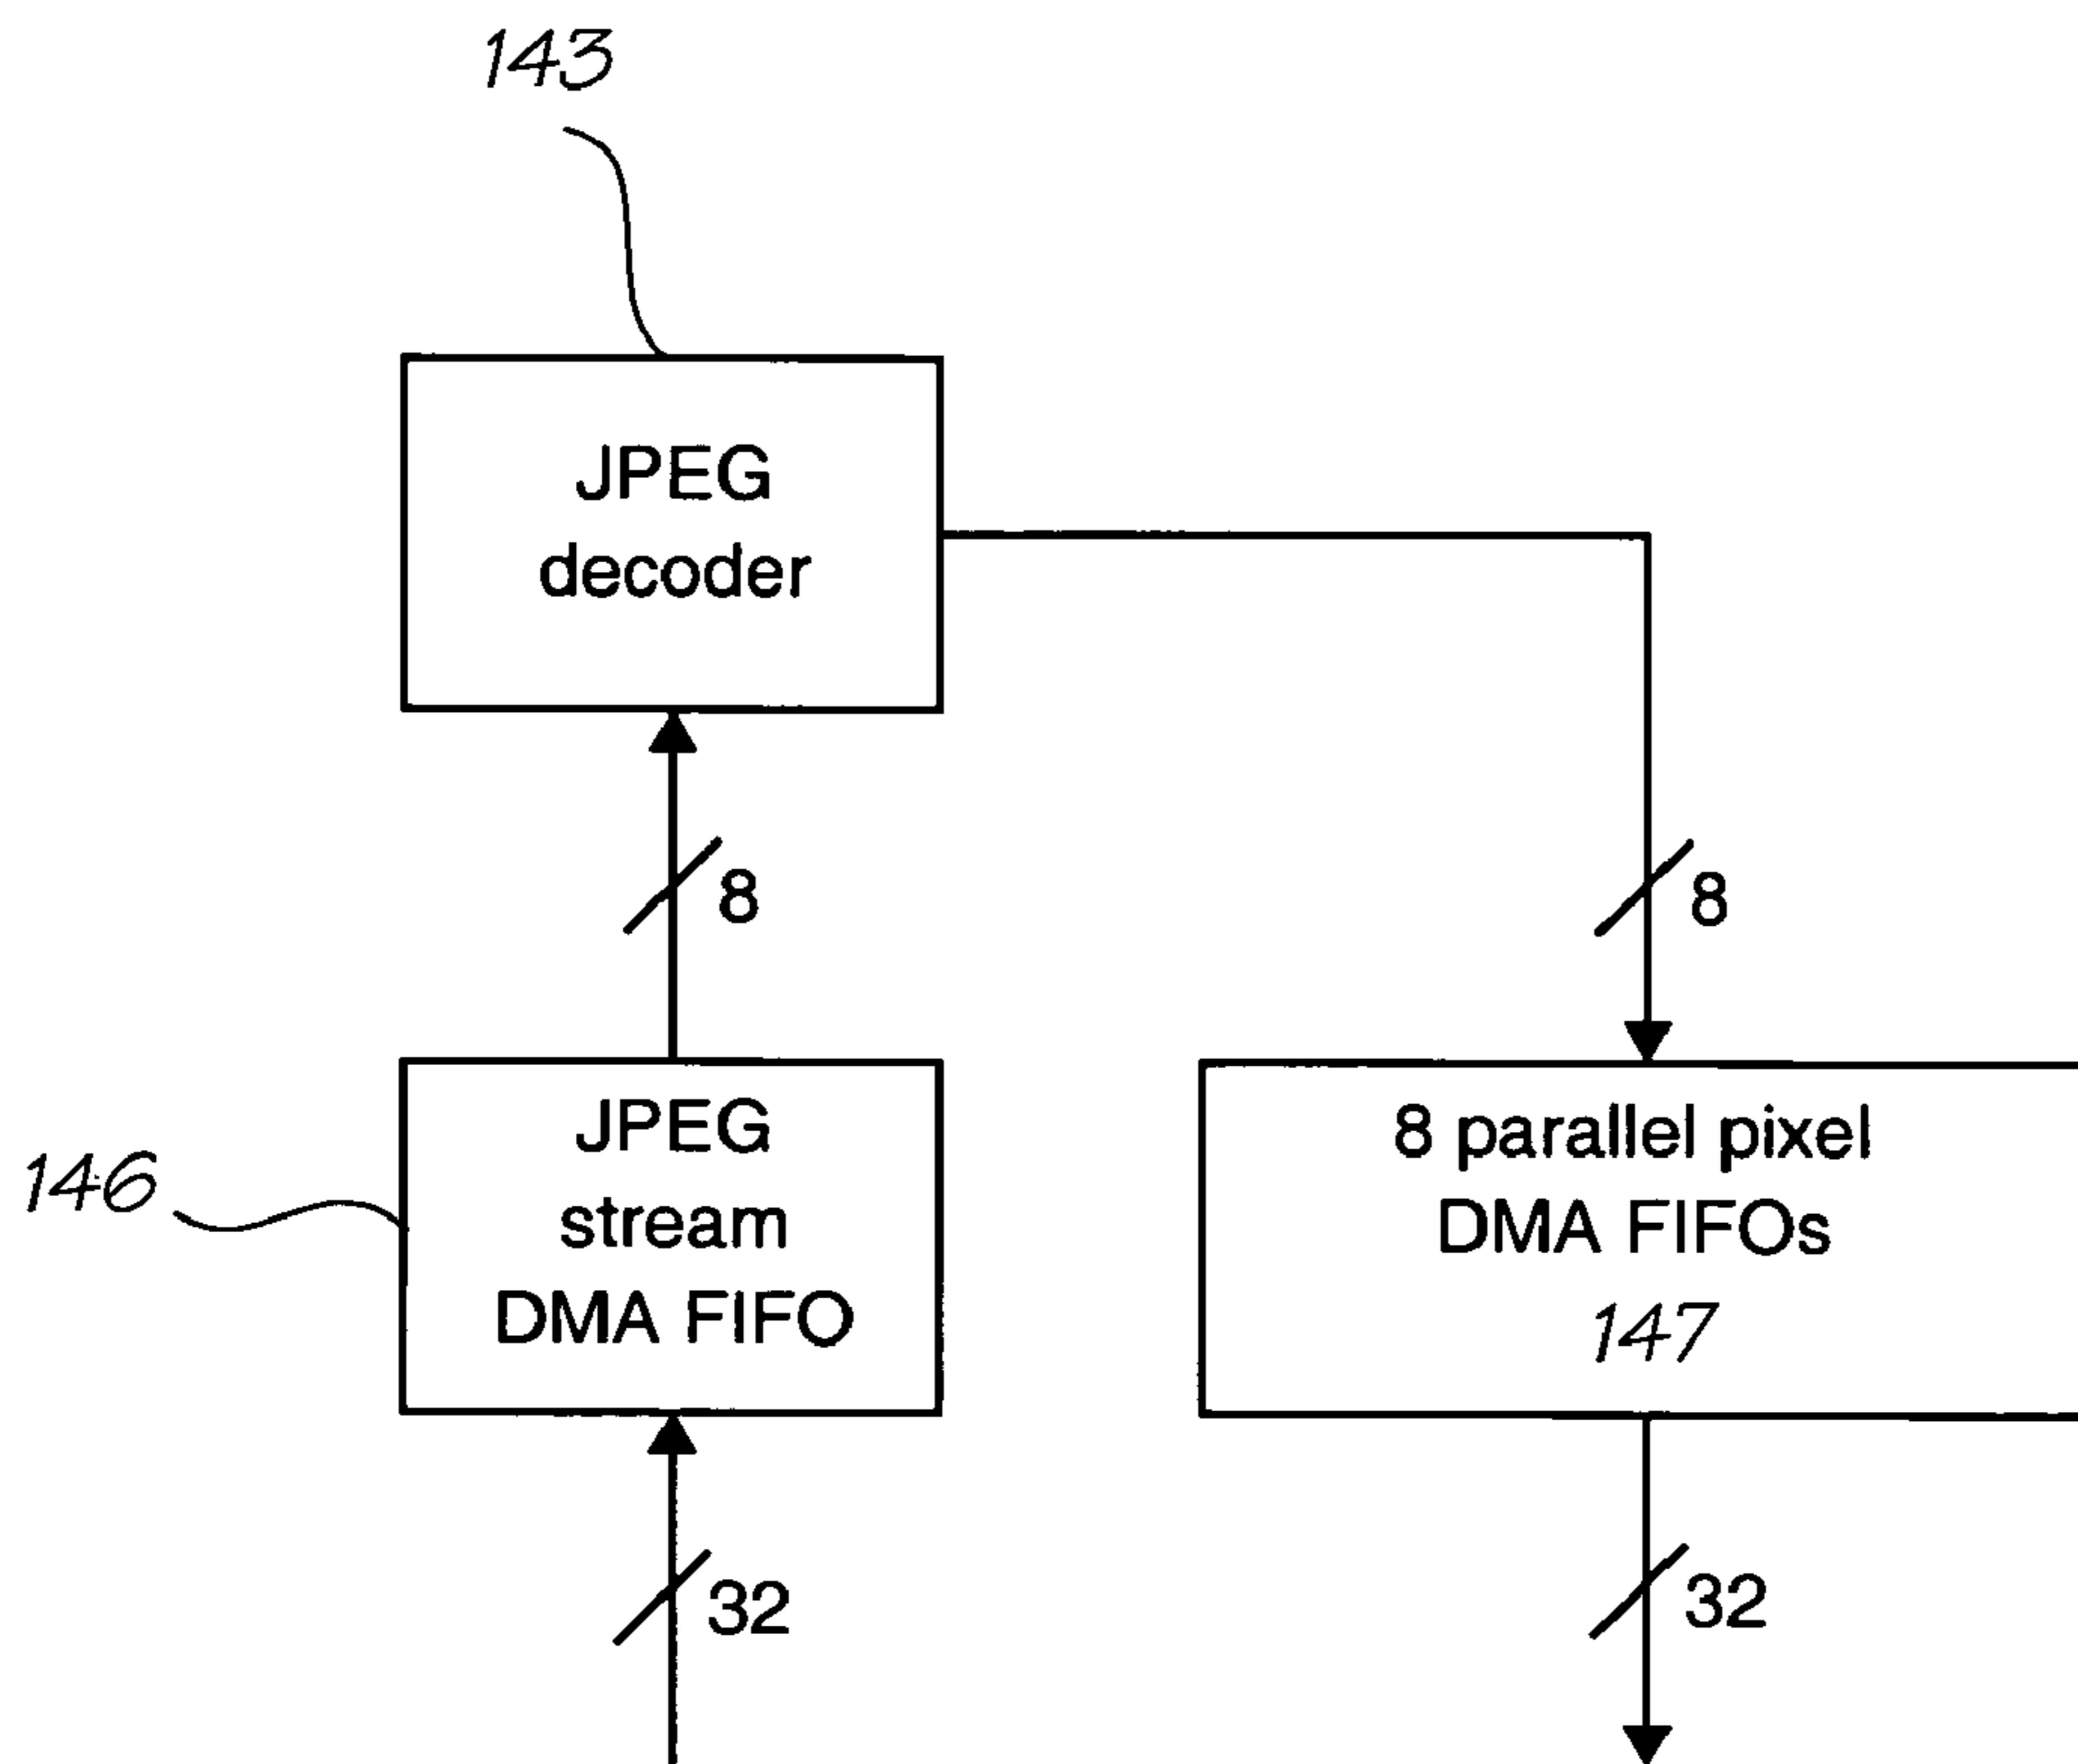 143
JPEG
decoder
8
8
146
JPEG
stream
DMA FIFO
8 parallel pixel
DMA FIFOs
147
32
32